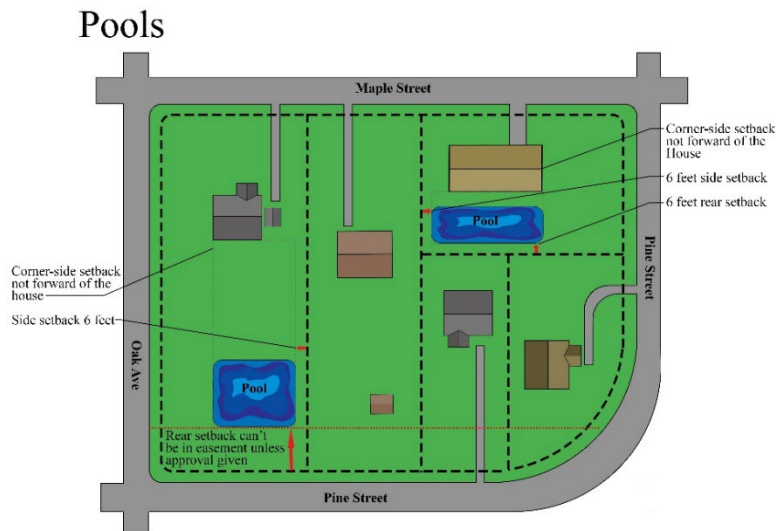 Pools
Maple Street
Corner-side setback
not forward of the
House
6 feet side setback
6 feet rear setback
Pool
Pine Street
Corner-side setback
not forward of the
house
Side setback 6 feet
Oak Ave
Pool
Rear setback can't
be in easement unless
approval given
Pine Street